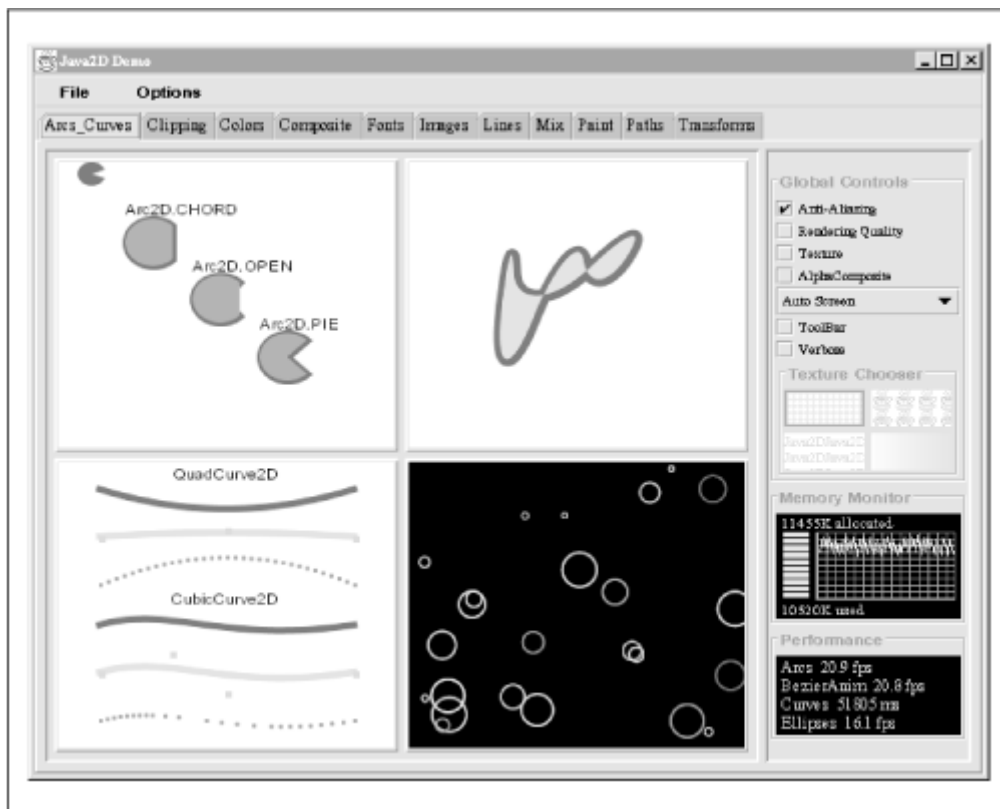 Java2D Demo
File Options
Arcs_Curves Clipping Colors Composite Fonts Images Lines Mix Paint Paths Transforms
Arc2D.CHORD
Arc2D.OPEN
Arc2D.PIE
QuadCurve2D
CubicCurve2D
Global Controls
Anti-Aliasing
Rendering Quality
Texture
AlphaComposite
Auto Screen
ToolBar
Verbose
Texture Chooser
Java2DJava2D
Java2DJava2D
Memory Monitor
11455K allocated
10520K used
Performance
Arcs 20.9 fps
BezierAnim 20.8 fps
Curves 51805 ms
Ellipses 16.1 fps